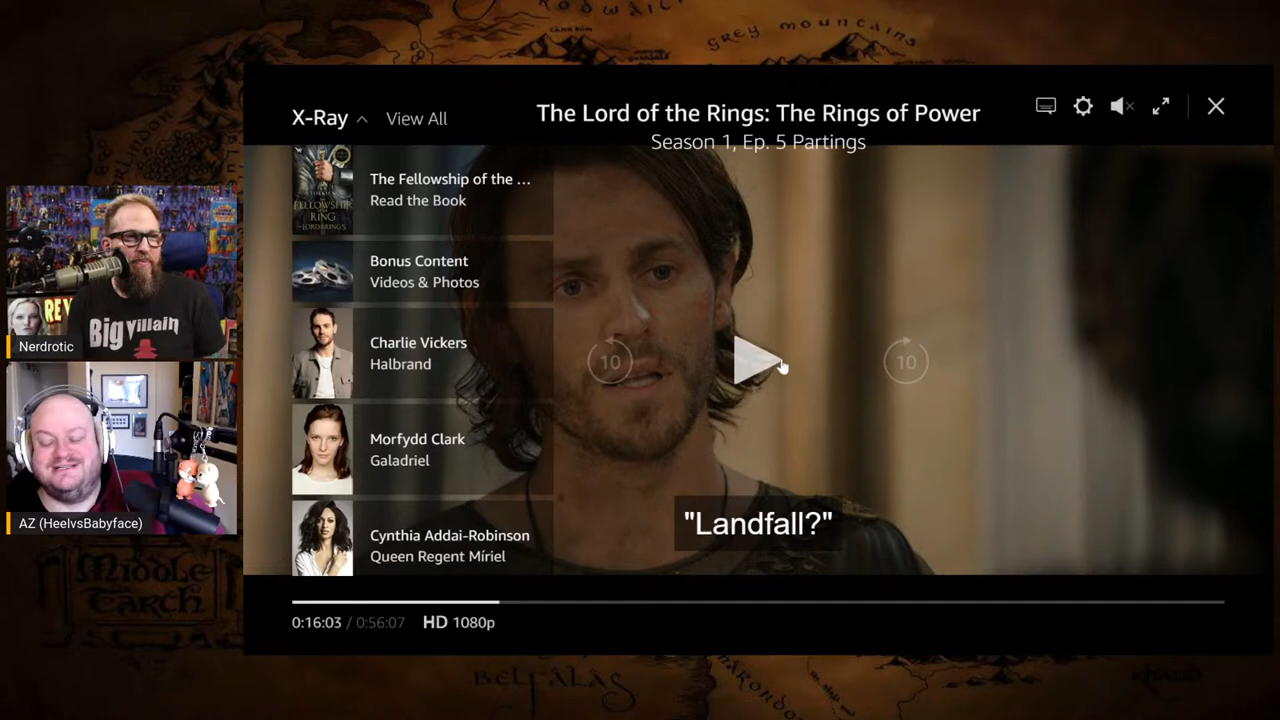 GREY MOUNTAINS
X-Ray
View All
The Lord of the Rings: The Rings of Power
Season 1, Ep. 5 Partings
The Fellowship of the ...
Read the Book
FELLOWSHIP
RING
Bonus Content
Videos & Photos
Charlie Vickers
Halbrand
Morfydd Clark
Galadriel
Cynthia Addai-Robinson
Queen Regent Míriel
10
10
"Landfall?"
0:16:03 / 0:56:07
HD 1080p
Big Villain
Nerdrotic
AZ (HeelvsBabyface)
MIDDLE
EARTH
BELFALAS